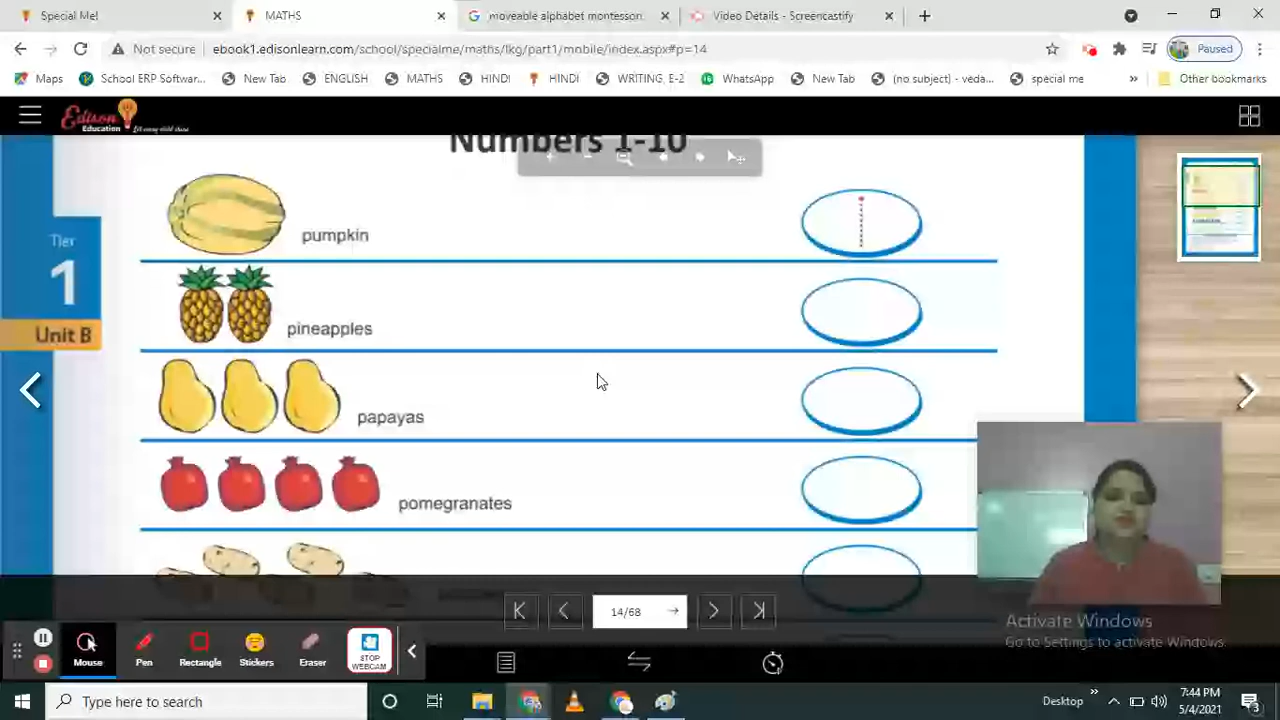 Special Me!
MATHS
moveable alphabet montessori
Video Details - Screencastify
Not secure
ebook1.edisonlearn.com/school/specialme/maths/lkg/part1/mobile/index.aspx#p=14
Paused
Maps
School ERP Softwar...
New Tab
ENGLISH
MATHS
HINDI
HINDI
WRITING, E-2
WhatsApp
New Tab
(no subject) - veda...
special me
»
Other bookmarks
Edison
Education
Numbers 1-10
Tier
1
Unit B
pumpkin
pineapples
papayas
pomegranates
14/68
Activate Windows
Go to Settings to activate Windows.
Mouse
Pen
Rectangle
Stickers
Eraser
STOP
WEBCAM
Type here to search
Desktop
»
7:44 PM
5/4/2021
3